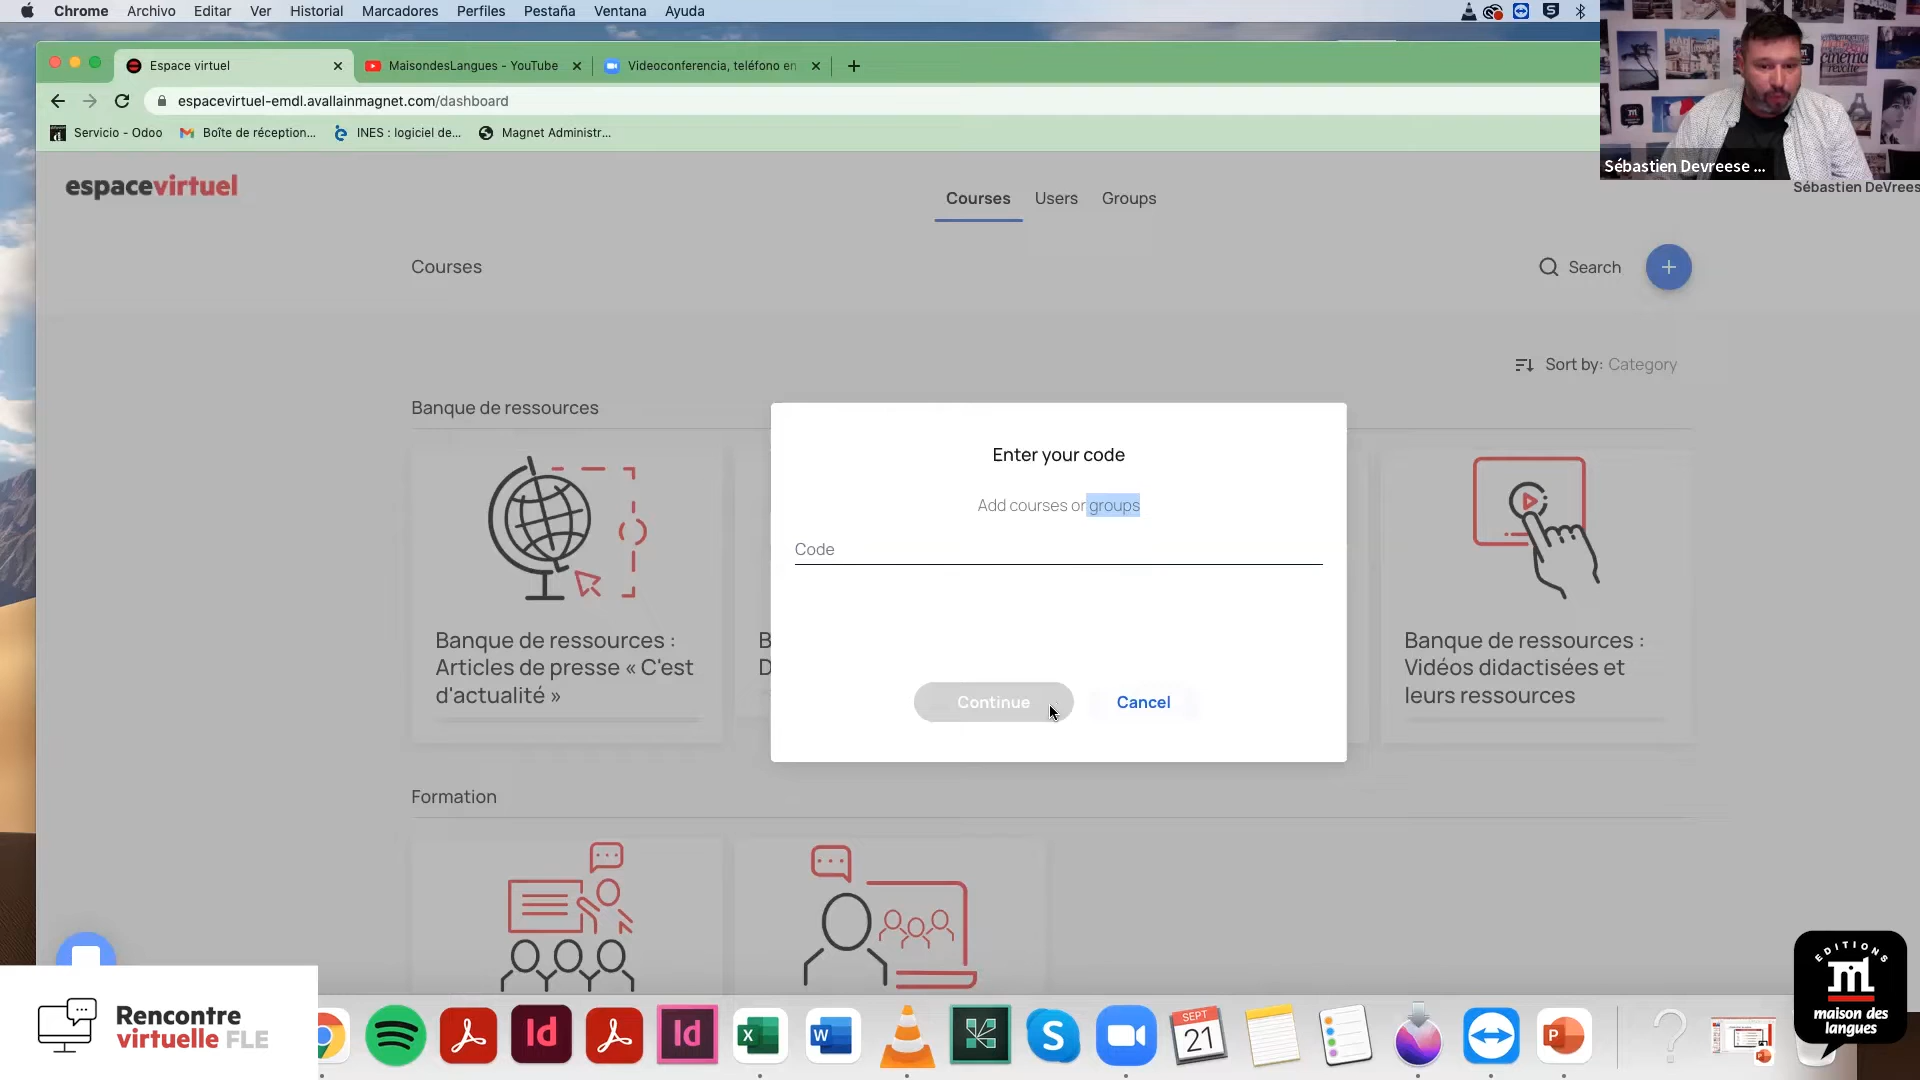 Chrome Archivo Editar Ver Historial Marcadores Perfiles Pestaña Ventana Ayuda
Espace virtuel
MaisondesLangues - YouTube
Videoconferencia, teléfono en
espacevirtuel-emdl.avallainmagnet.com/dashboard
Servicio - Odoo
Boîte de réception...
INES : logiciel de...
Magnet Administr...
cinéma
révolte
Sébastien Devreese ...
Sébastien DeVrees
espacevirtuel
Courses Users Groups
Courses
Search
Sort by: Category
Banque de ressources
Enter your code
Add courses or groups
Code
Continue
Cancel
Banque de ressources :
Articles de presse « C'est
d'actualité »
B
D
Banque de ressources :
Vidéos didactisées et
leurs ressources
Formation
Rencontre
virtuelle FLE
Id
Id
X
W
S
SEPT
21
P
EDITIONS
maison des
langues